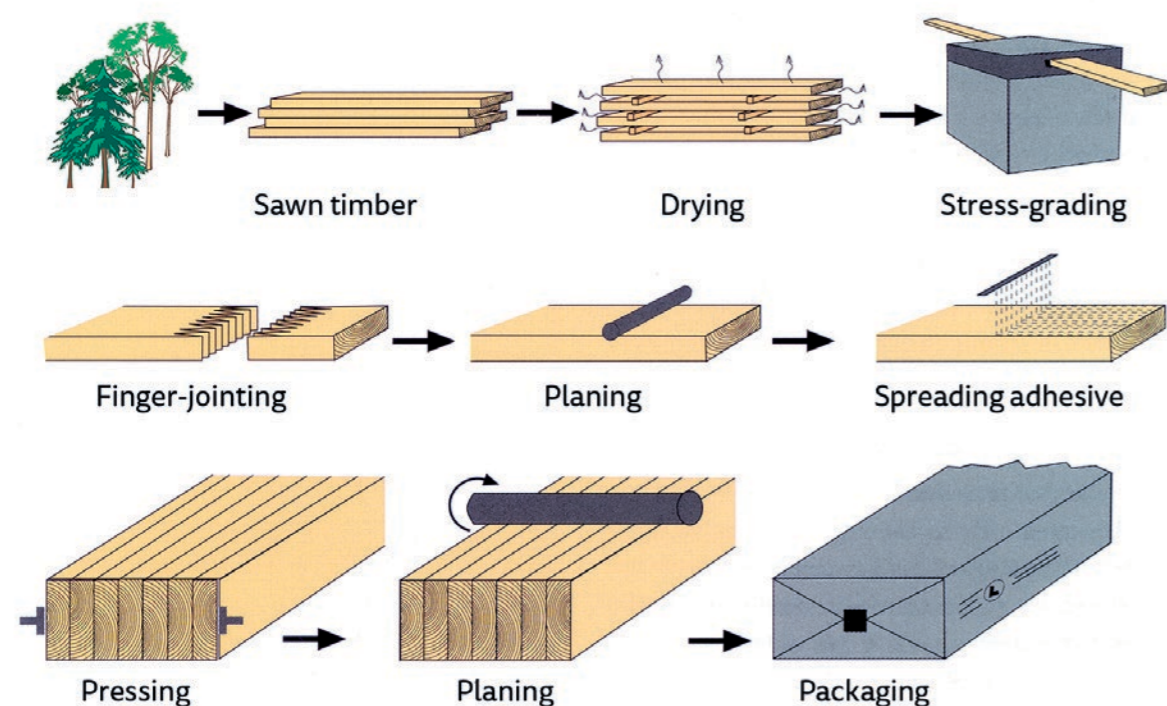 Sawn timber
Drying
Stress-grading
Finger-jointing
Planing
Spreading adhesive
Pressing
Planing
Packaging
L